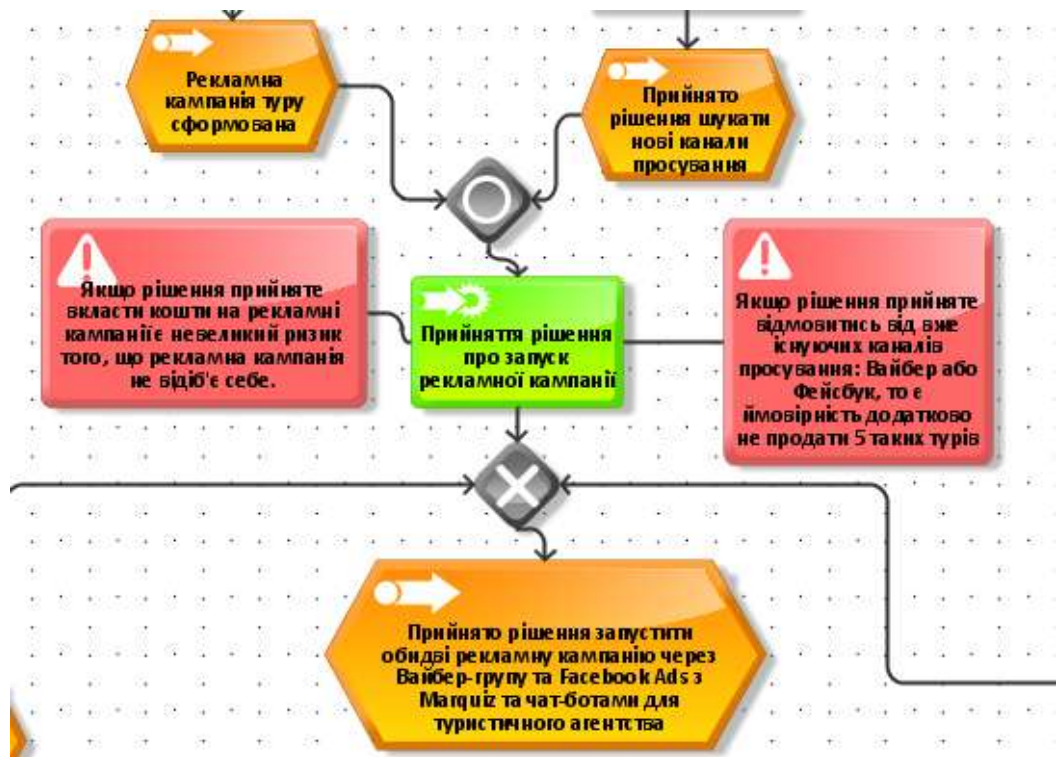 Рекламна
кампанія туру
сформована
Прийнято
рішення шукати
нові канали
просування
Якщо рішення прийняте
вкласти кошти на рекламні
кампаніїє невеликий ризик
того, що рекламна кампанія
не відіб'є себе.
Прийняття рішення
про запуск
рекламної кампанії
Якщо рішення прийняте
відмовитись від вже
існуючих каналів
просування: Вайбер або
Фейсбук, то є
ймовірність додатково
не продати 5 таких турів
Прийнято рішення запустити
обидві рекламну кампанію через
Вайбер-групу та Facebook Ads з
Marquiz та чат-ботами для
туристичного агентства